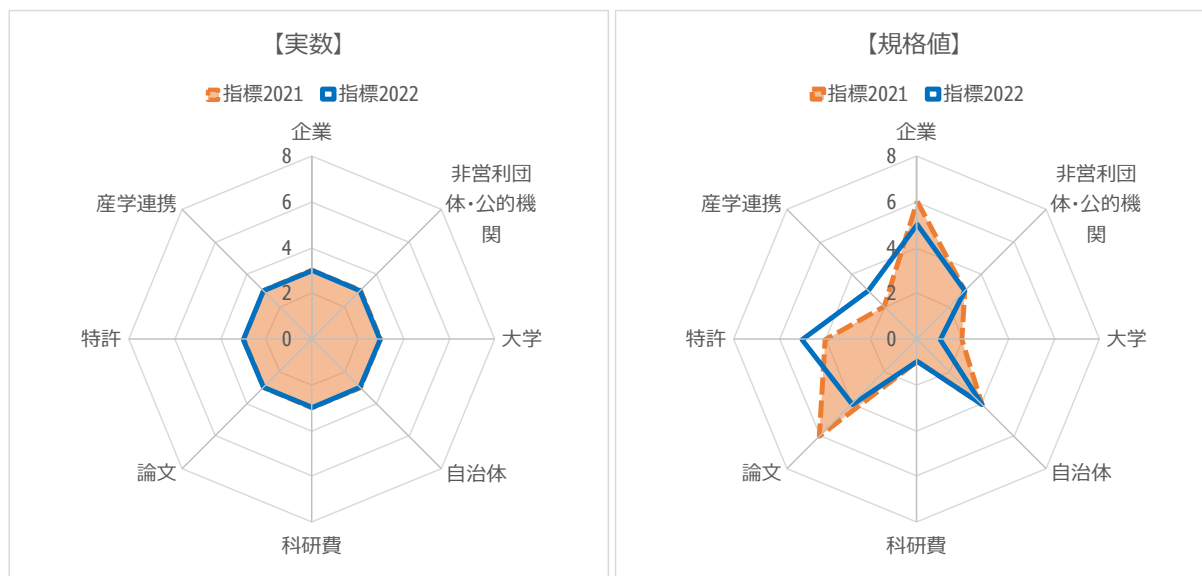 【実数】
指標2021 指標2022
企業
8
6
4
2
0
非営利団
体・公的機
関
大学
自治体
科研費
論文
特許
産学連携
【規格値】
指標2021 指標2022
企業
8
6
4
2
0
非営利団
体・公的機
関
大学
自治体
科研費
論文
特許
産学連携